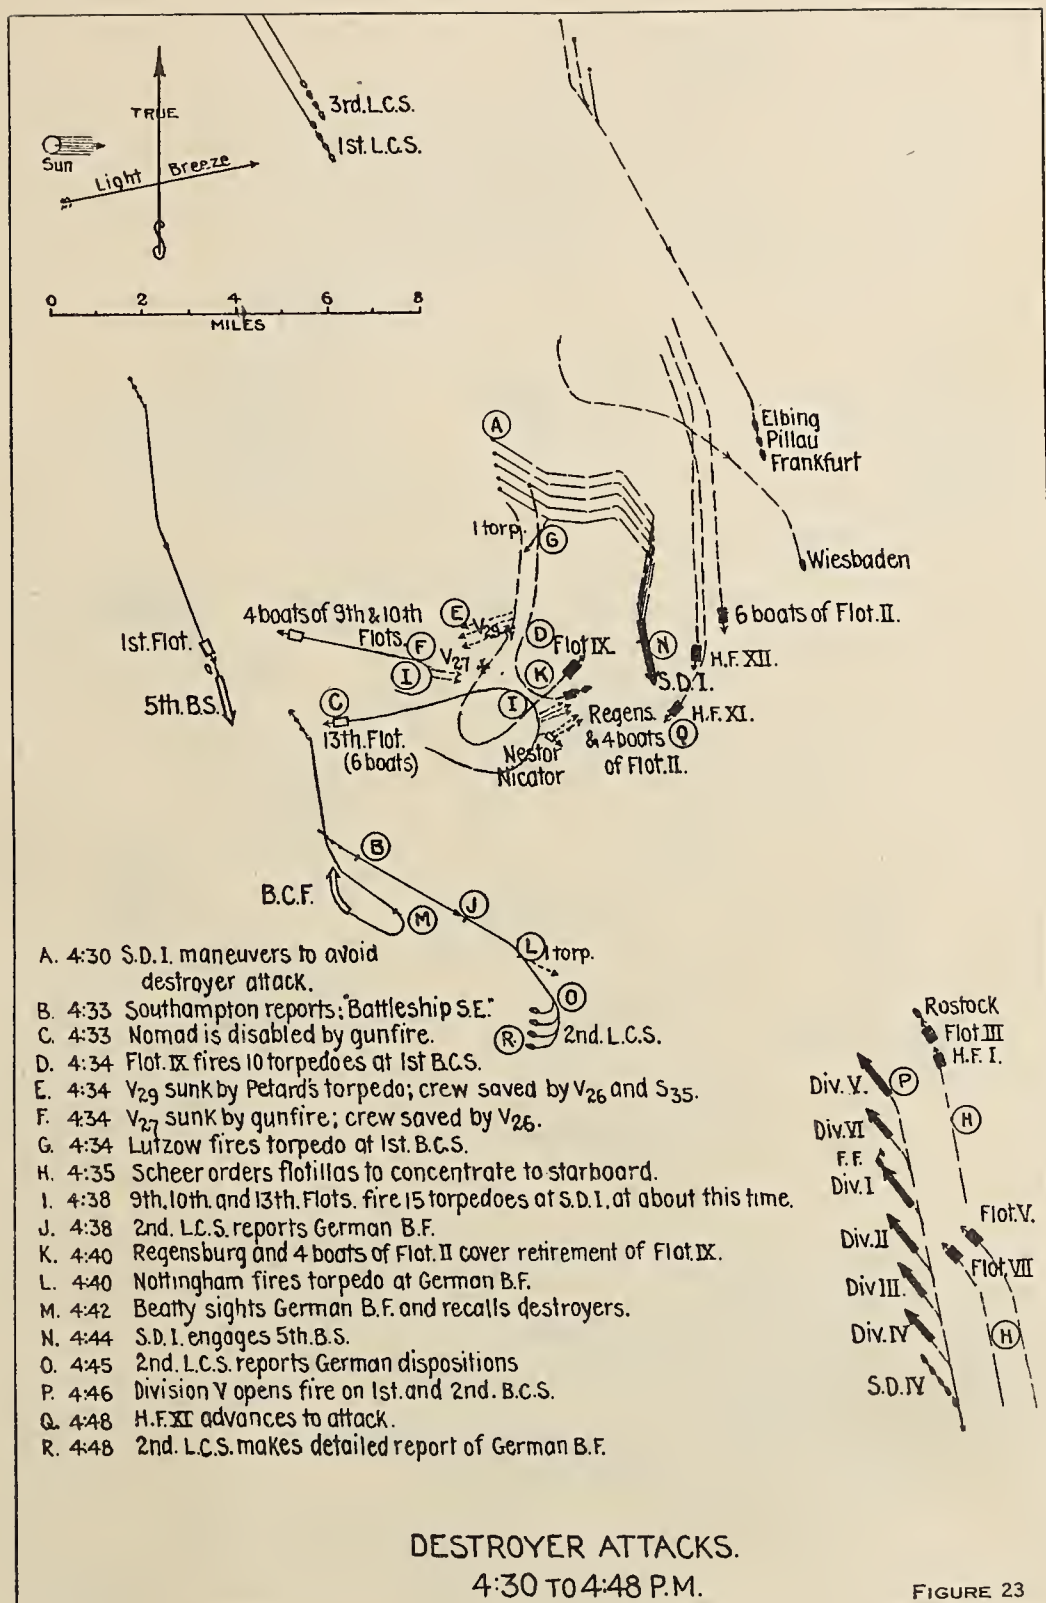 TRUE
Sun
Light Breeze
3rd.L.C.S.
1st.L.C.S.
0 2 4 6 8
MILES
Elbing
Pillau
Frankfurt
Wiesbaden
A
1 torp.
G
E
V29
D
4 boats of 9th & 10th
Flots.
F
V27
I
Flot.IX.
N
6 boats of Flot.II.
H.F.XII.
S.D.I.
H.F.XI.
1st.Flot.
5th.B.S.
C
13th.Flot.
(6 boats)
K
I
Regens.
& 4 boats
of Flot.II.
Q
Nestor
Nicator
B
B.C.F.
M
J
L
1 torp.
O
R
2nd.L.C.S.
Rostock
Flot.III
H.F.I.
Div.V.
P
H
Div.VI
F.F.
Div.I
Flot.V.
Div.II
Flot.VII
Div III.
Div.IV
H
S.D.IV
A. 4:30 S.D.I. maneuvers to avoid
destroyer attack.
B. 4:33 Southampton reports; "Battleship S.E."
C. 4:33 Nomad is disabled by gunfire.
D. 4:34 Flot.IX fires 10 torpedoes at 1st B.C.S.
E. 4:34 V29 sunk by Petard's torpedo; crew saved by V26 and S35.
F. 4:34 V27 sunk by gunfire; crew saved by V26.
G. 4:34 Lutzow fires torpedo at 1st. B.C.S.
H. 4:35 Scheer orders flotillas to concentrate to starboard.
I. 4:38 9th. 10th. and 13th. Flots. fire 15 torpedoes at S.D.I. at about this time.
J. 4:38 2nd. L.C.S. reports German B.F.
K. 4:40 Regensburg and 4 boats of Flot.II cover retirement of Flot.IX.
L. 4:40 Nottingham fires torpedo at German B.F.
M. 4:42 Beatty sights German B.F. and recalls destroyers.
N. 4:44 S.D.I. engages 5th. B.S.
O. 4:45 2nd. L.C.S. reports German dispositions
P. 4:46 Division V opens fire on 1st. and 2nd. B.C.S.
Q. 4:48 H.F.XI advances to attack.
R. 4:48 2nd. L.C.S. makes detailed report of German B.F.
DESTROYER ATTACKS.
4:30 TO 4:48 P.M.
FIGURE 23